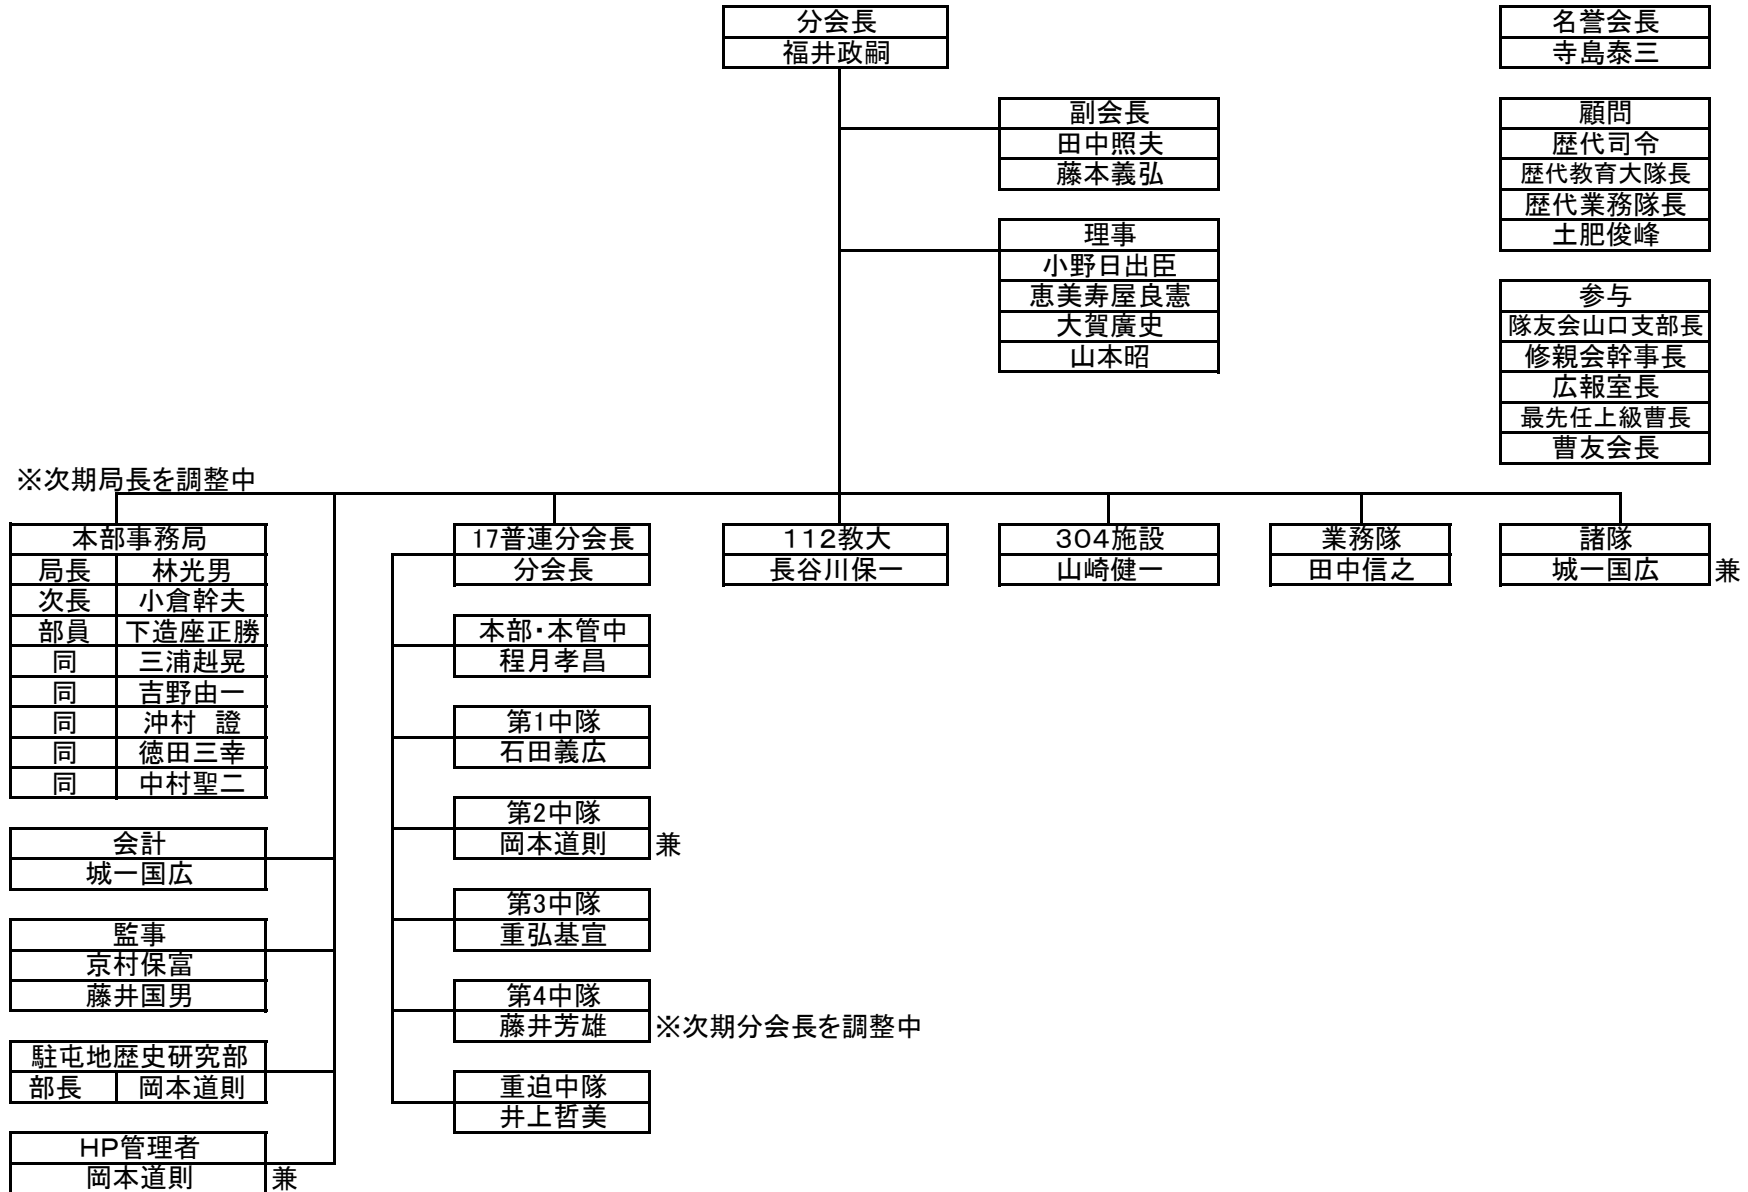 分会長
福井政嗣
名誉会長
寺島泰三
副会長
田中照夫
藤本義弘
顧問
歴代司令
歴代教育大隊長
歴代業務隊長
土肥俊峰
理事
小野日出臣
恵美寿屋良憲
大賀廣史
山本昭
参与
隊友会山口支部長
修親会幹事長
広報室長
最先任上級曹長
曹友会長
※次期局長を調整中
本部事務局
局長 林光男
次長 小倉幹夫
部員 下造座正勝
同 三浦赳晃
同 吉野由一
同 沖村 證
同 徳田三幸
同 中村聖二
会計
城一国広
監事
京村保富
藤井国男
駐屯地歴史研究部
部長 岡本道則
HP管理者
岡本道則 兼
17普連分会長
分会長
本部・本管中
程月孝昌
第1中隊
石田義広
第2中隊
岡本道則 兼
第3中隊
重弘基宣
第4中隊
藤井芳雄 ※次期分会長を調整中
重迫中隊
井上哲美
112教大
長谷川保一
304施設
山崎健一
業務隊
田中信之
諸隊
城一国広 兼